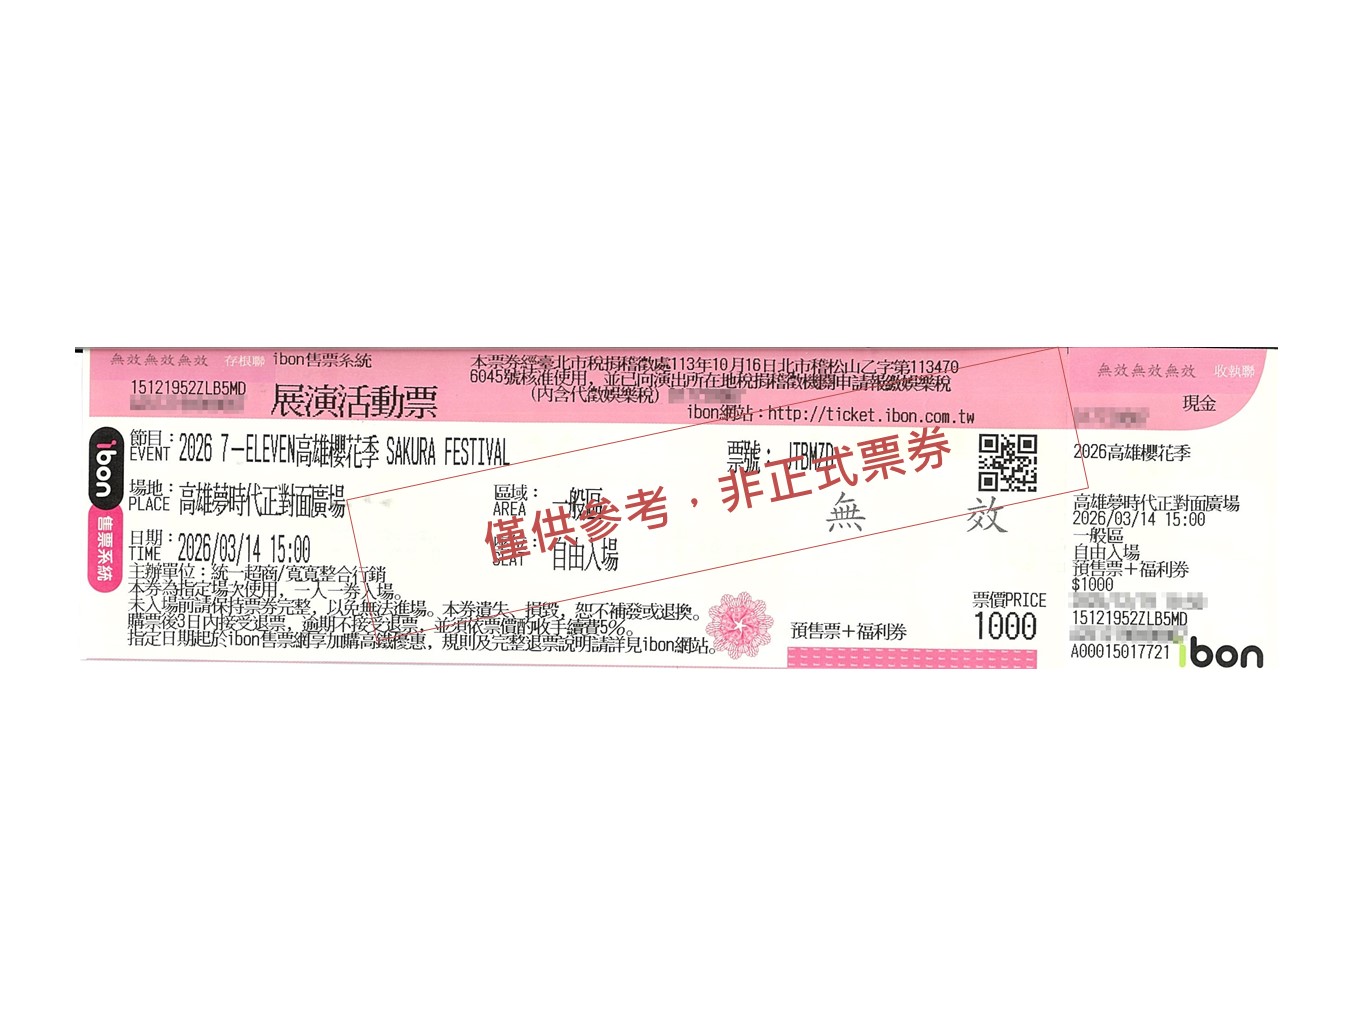 無效無效無效 存根聯
15121952ZLB5MD
ibon售票系統
展演活動票
本票券經臺北市稅捐稽徵處113年10月16日北市稽松山乙字第113470
6045號核准使用，並已向演出所在地稅捐稽徵機關申請報繳娛樂稅
(內含代徵娛樂稅)
ibon網站：http://ticket.ibon.com.tw
ibon
售票系統
節目：
EVENT
2026 7–ELEVEN高雄櫻花季 SAKURA FESTIVAL
票號： JTBMZD
場地：
PLACE
高雄夢時代正對面廣場
區域：
AREA
一般區
日期：
TIME
2026/03/14 15:00
SEAT
自由入場
僅供參考，非正式票券
無 效
主辦單位：統一超商/寬寬整合行銷
本券為指定場次使用，一人一券入場。
未入場前請保持票券完整，以免無法進場。本券遺失、損毀，恕不補發或退換。
購票後3日內接受退票，逾期不接受退票，並須依票價酌收手續費5%。
指定日期起於ibon售票網享加購高鐵優惠，規則及完整退票說明請詳見ibon網站。
預售票＋福利券
票價PRICE
1000
無效無效無效 收執聯
現金
2026高雄櫻花季
高雄夢時代正對面廣場
2026/03/14 15:00
一般區
自由入場
預售票＋福利券
$1000
15121952ZLB5MD
A00015017721
ibon